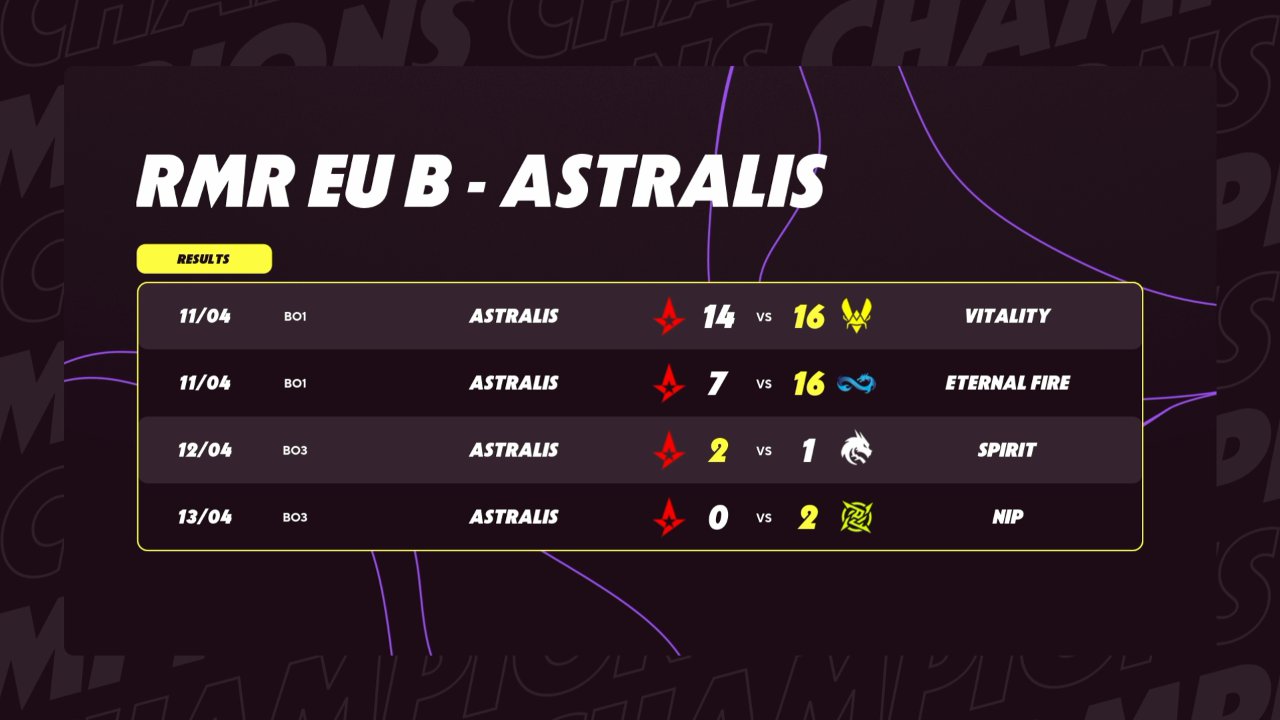 RMR EU B - ASTRALIS
RESULTS
11/04 BO1 ASTRALIS 14 VS 16 VITALITY
11/04 BO1 ASTRALIS 7 VS 16 ETERNAL FIRE
12/04 BO3 ASTRALIS 2 VS 1 SPIRIT
13/04 BO3 ASTRALIS 0 VS 2 NIP